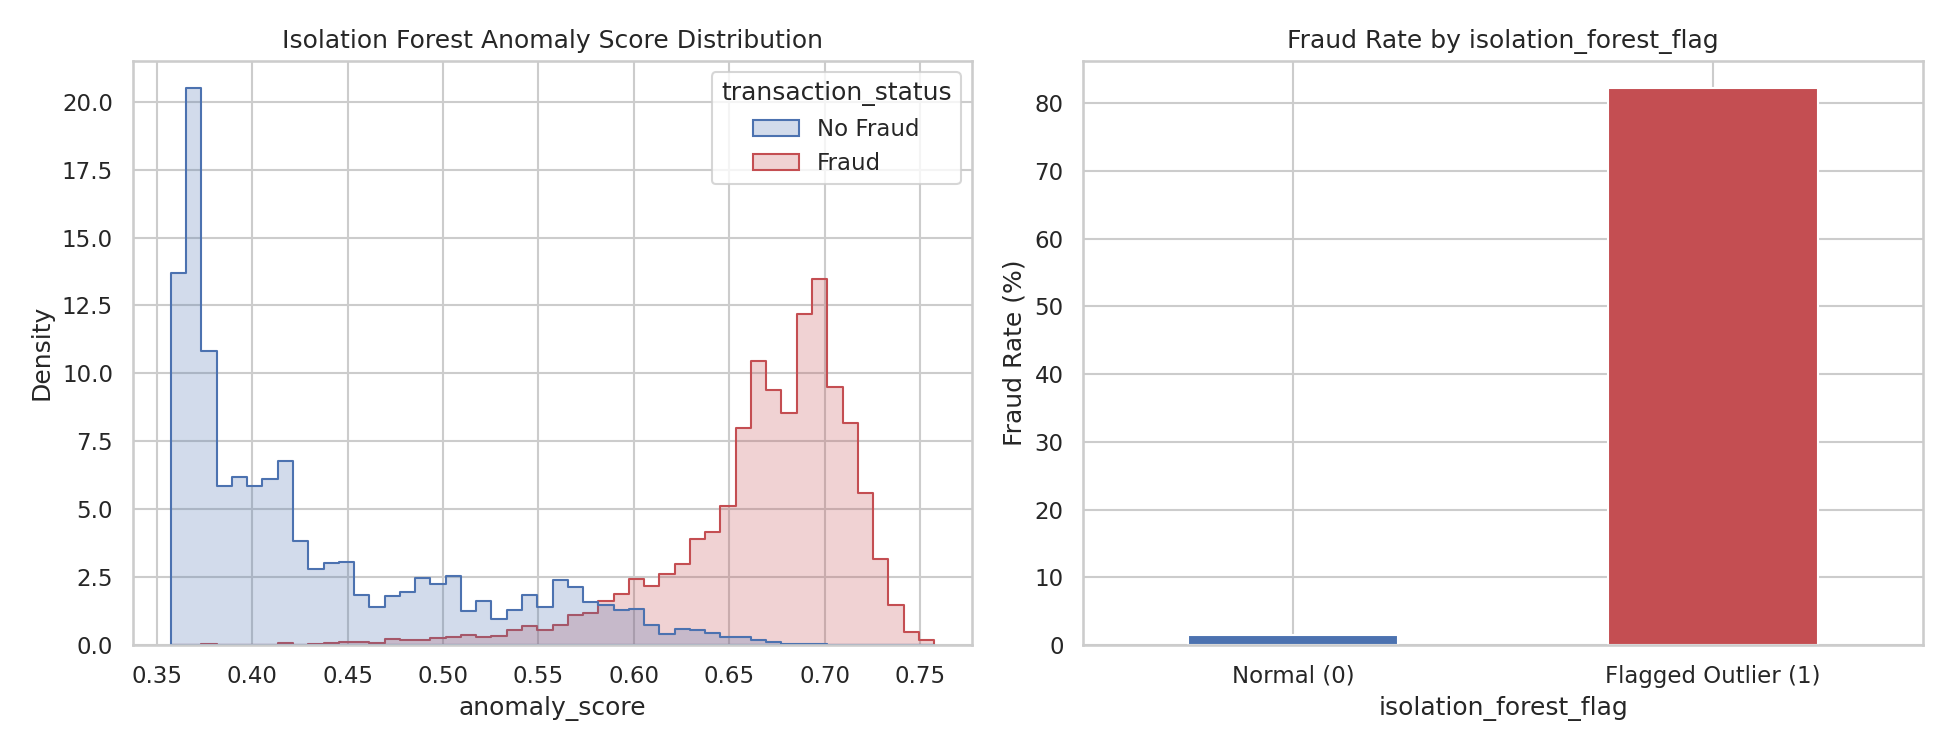 Isolation Forest Anomaly Score Distribution
transaction_status
No Fraud
Fraud
20.0
17.5
15.0
12.5
10.0
7.5
5.0
2.5
0.0
Density
0.35 0.40 0.45 0.50 0.55 0.60 0.65 0.70 0.75
anomaly_score
Fraud Rate by isolation_forest_flag
80
70
60
50
40
30
20
10
0
Fraud Rate (%)
Normal (0) Flagged Outlier (1)
isolation_forest_flag